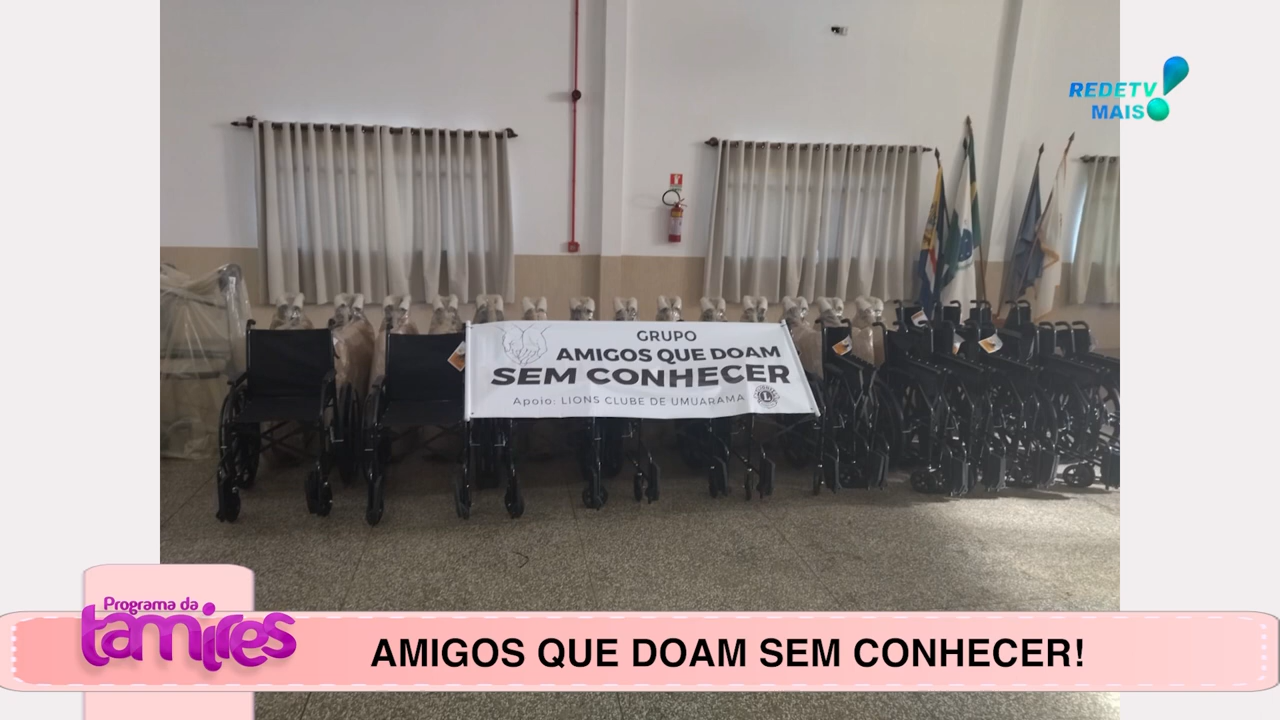 REDETV
MAIS
GRUPO
AMIGOS QUE DOAM
SEM CONHECER
Apoio: LIONS CLUBE DE UMUARAMA
Programa da
tamires
AMIGOS QUE DOAM SEM CONHECER!